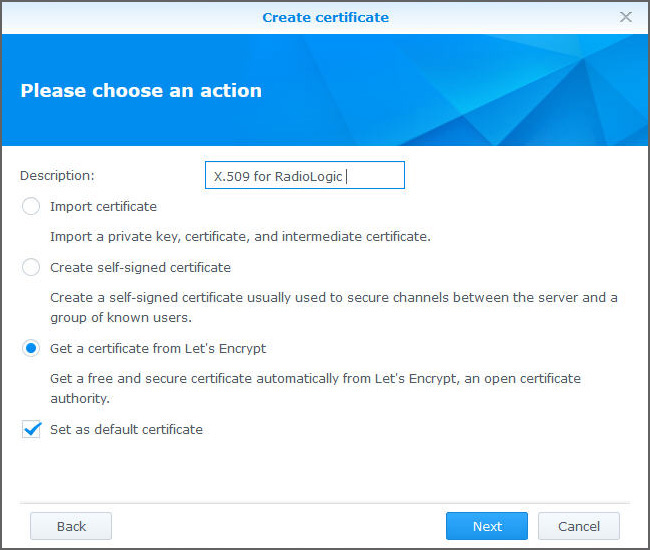 Create certificate
Please choose an action
Description:
X.509 for RadioLogic
Import certificate
Import a private key, certificate, and intermediate certificate.
Create self-signed certificate
Create a self-signed certificate usually used to secure channels between the server and a
group of known users.
Get a certificate from Let's Encrypt
Get a free and secure certificate automatically from Let's Encrypt, an open certificate
authority.
Set as default certificate
Back
Next
Cancel